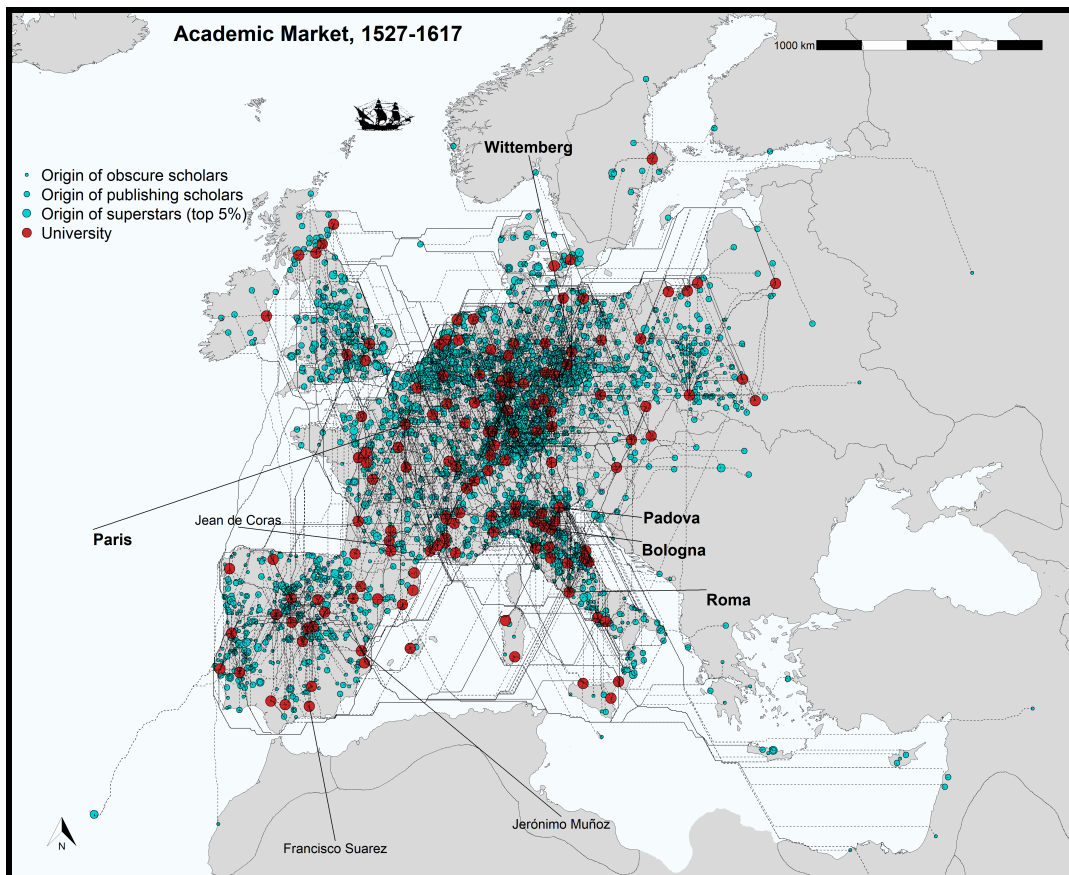 Academic Market, 1527-1617
1000 km
Wittemberg
Origin of obscure scholars
Origin of publishing scholars
Origin of superstars (top 5%)
University
Padova
Jean de Coras
Paris
Bologna
Roma
Jerónimo Muñoz
Francisco Suarez
N